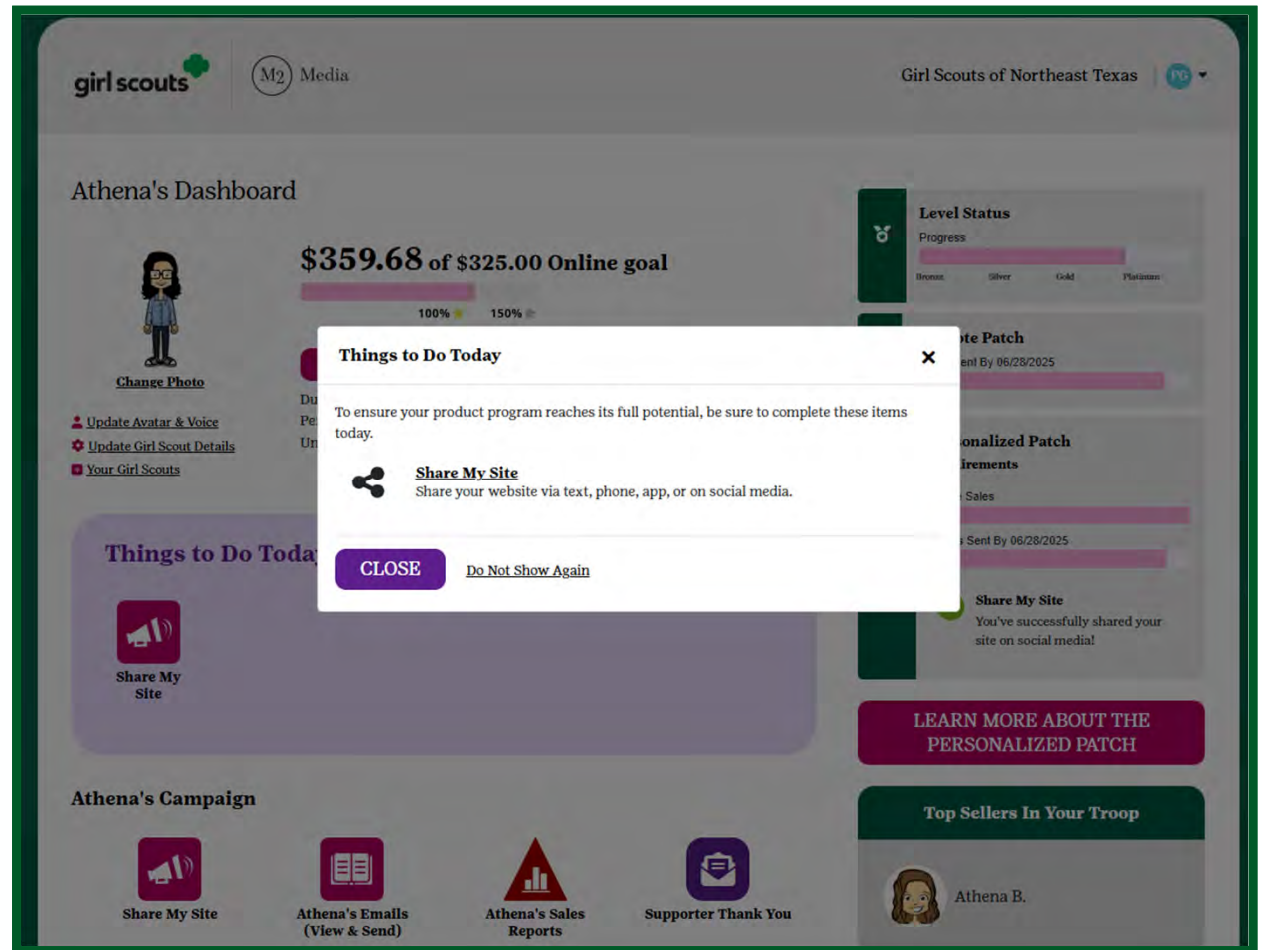 girl scouts
M2 Media
Girl Scouts of Northeast Texas
PG
Athena's Dashboard
$359.68 of $325.00 Online goal
100%
150%
Change Photo
Update Avatar & Voice
Update Girl Scout Details
Your Girl Scouts
Level Status
Progress
Bronze Silver Gold Platinum
Patch
By 06/28/2025
Patch
Sales
Sent By 06/28/2025
Share My Site
You've successfully shared your
site on social media!
Things to Do Today
To ensure your product program reaches its full potential, be sure to complete these items
today.
Share My Site
Share your website via text, phone, app, or on social media.
CLOSE
Do Not Show Again
Things to Do
Share My
Site
LEARN MORE ABOUT THE
PERSONALIZED PATCH
Athena's Campaign
Share My Site
Athena's Emails
(View & Send)
Athena's Sales
Reports
Supporter Thank You
Top Sellers In Your Troop
Athena B.